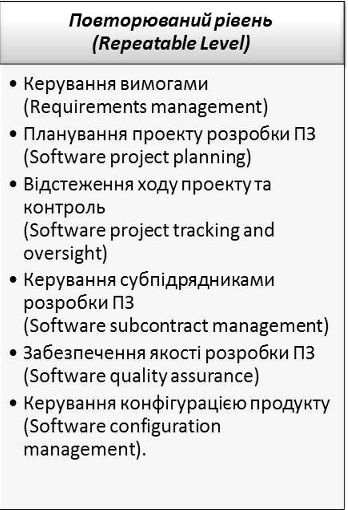 Повторюваний рівень
(Repeatable Level)
• Керування вимогами
(Requirements management)
• Планування проекту розробки ПЗ
(Software project planning)
• Відстеження ходу проекту та
контроль
(Software project tracking and
oversight)
• Керування субпідрядниками
розробки ПЗ
(Software subcontract management)
• Забезпечення якості розробки ПЗ
(Software quality assurance)
• Керування конфігурацією продукту
(Software configuration
management).